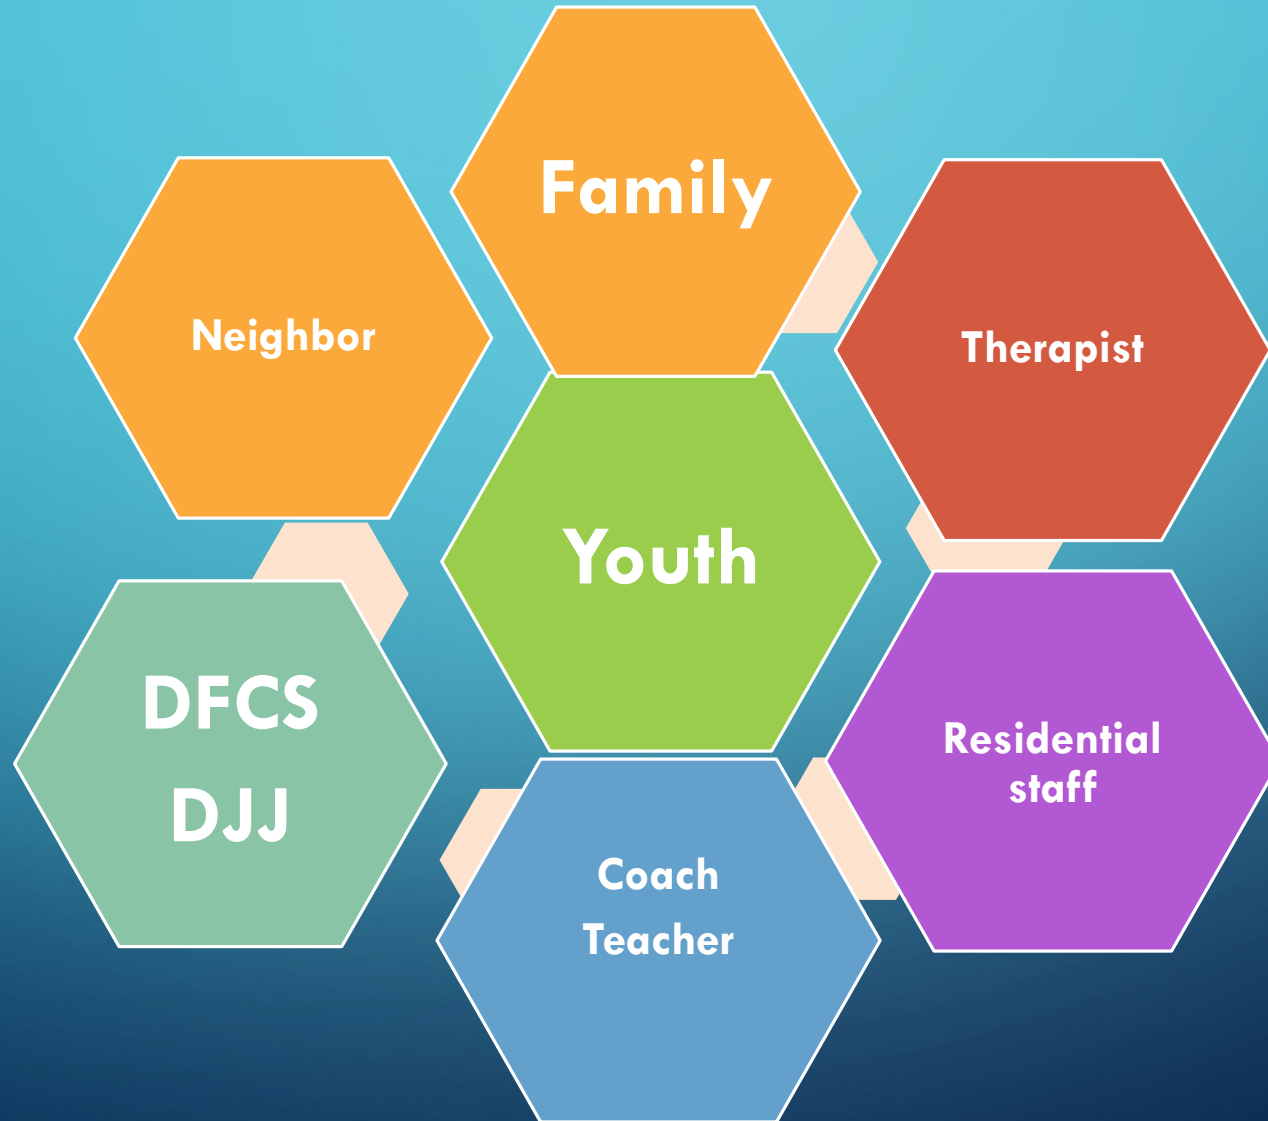 Family
Neighbor
Therapist
Youth
DFCS
DJJ
Residential
staff
Coach
Teacher